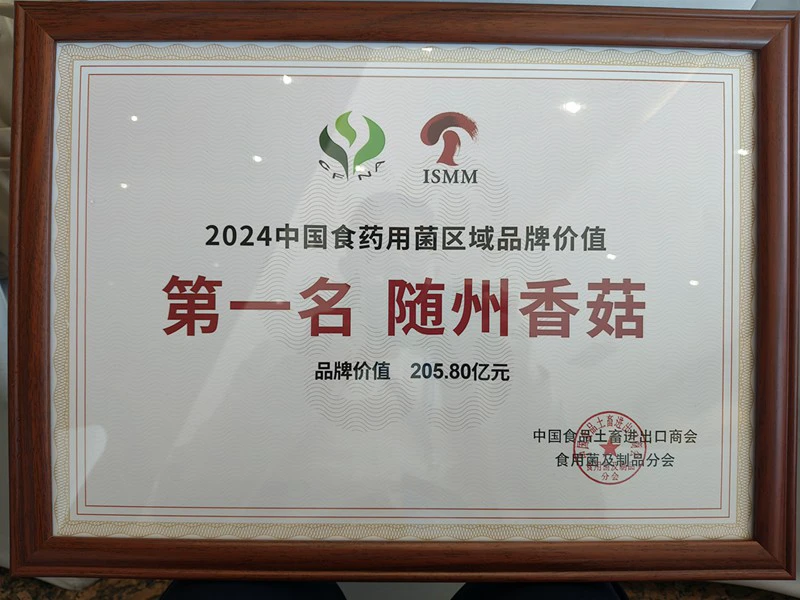 CFNA
ISMM
2024中国食药用菌区域品牌价值
第一名 随州香菇
品牌价值 205.80亿元
中国食品土畜进出口商会
食用菌及制品分会